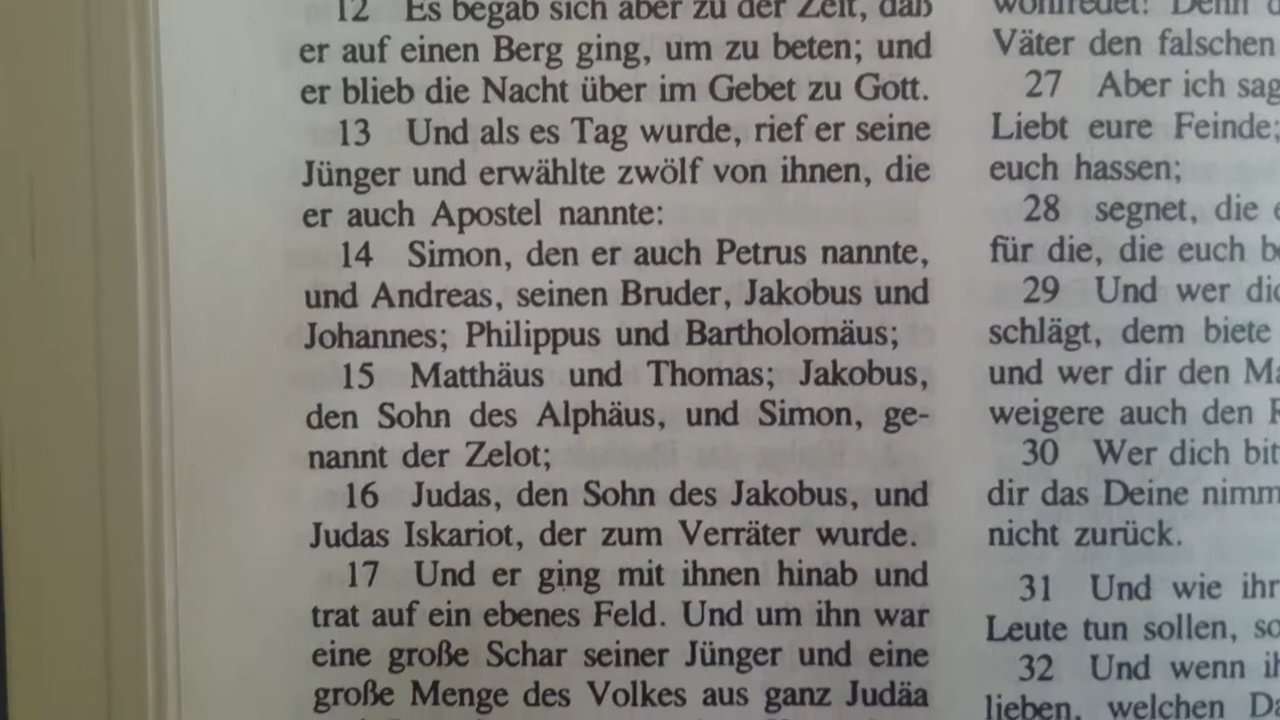 12 Es begab sich aber zu der Zeit, daß
er auf einen Berg ging, um zu beten; und
er blieb die Nacht über im Gebet zu Gott.
13 Und als es Tag wurde, rief er seine
Jünger und erwählte zwölf von ihnen, die
er auch Apostel nannte:
14 Simon, den er auch Petrus nannte,
und Andreas, seinen Bruder, Jakobus und
Johannes; Philippus und Bartholomäus;
15 Matthäus und Thomas; Jakobus,
den Sohn des Alphäus, und Simon, ge-
nannt der Zelot;
16 Judas, den Sohn des Jakobus, und
Judas Iskariot, der zum Verräter wurde.
17 Und er ging mit ihnen hinab und
trat auf ein ebenes Feld. Und um ihn war
eine große Schar seiner Jünger und eine
große Menge des Volkes aus ganz Judäa
wohlredet! Denn
Väter den falschen
27 Aber ich sag
Liebt eure Feinde;
euch hassen;
28 segnet, die
für die, die euch b
29 Und wer dic
schlägt, dem biete
und wer dir den Ma
weigere auch den
30 Wer dich bit
dir das Deine nimm
nicht zurück.
31 Und wie ihr
Leute tun sollen, so
32 Und wenn ih
lieben, welchen Da